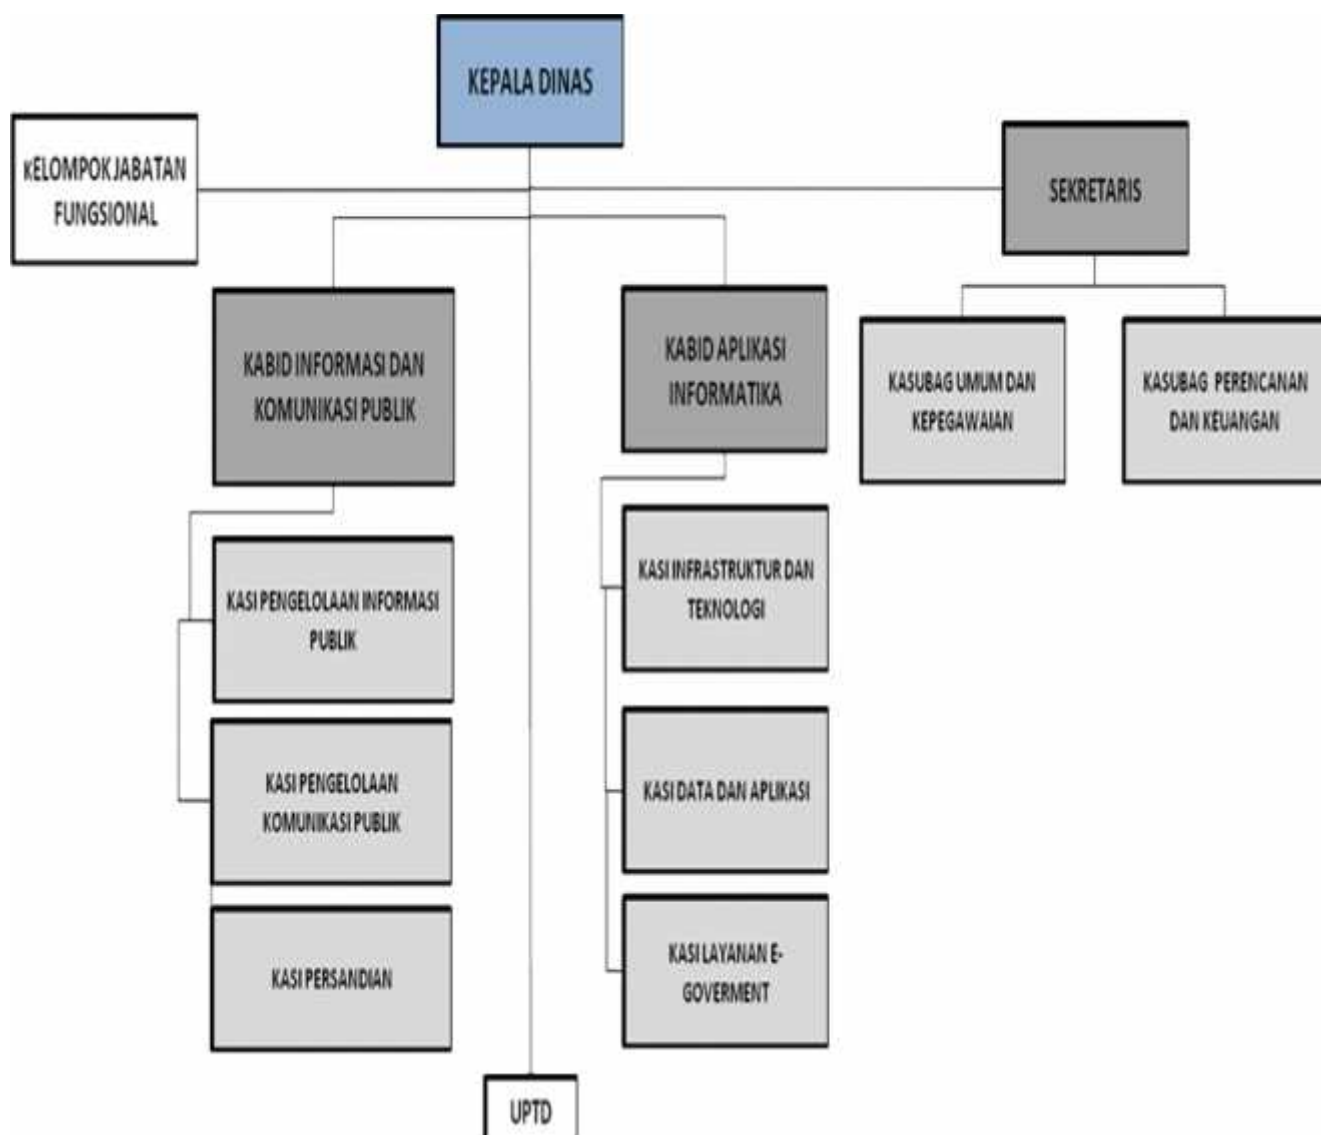 KEPALA DINAS
KELOMPOK JABATAN
FUNGSIONAL
SEKRETARIS
KABID INFORMASI DAN
KOMUNIKASI PUBLIK
KABID APLIKASI
INFORMATIKA
KASUBAG UMUM DAN
KEPEGAWAIAN
KASUBAG PERENCANAN
DAN KEUANGAN
KASI PENGELOLAAN INFORMASI
PUBLIK
KASI PENGELOLAAN
KOMUNIKASI PUBLIK
KASI PERSANDIAN
KASI INFRASTRUKTUR DAN
TEKNOLOGI
KASI DATA DAN APLIKASI
KASI LAYANAN E-
GOVERMENT
UPTD